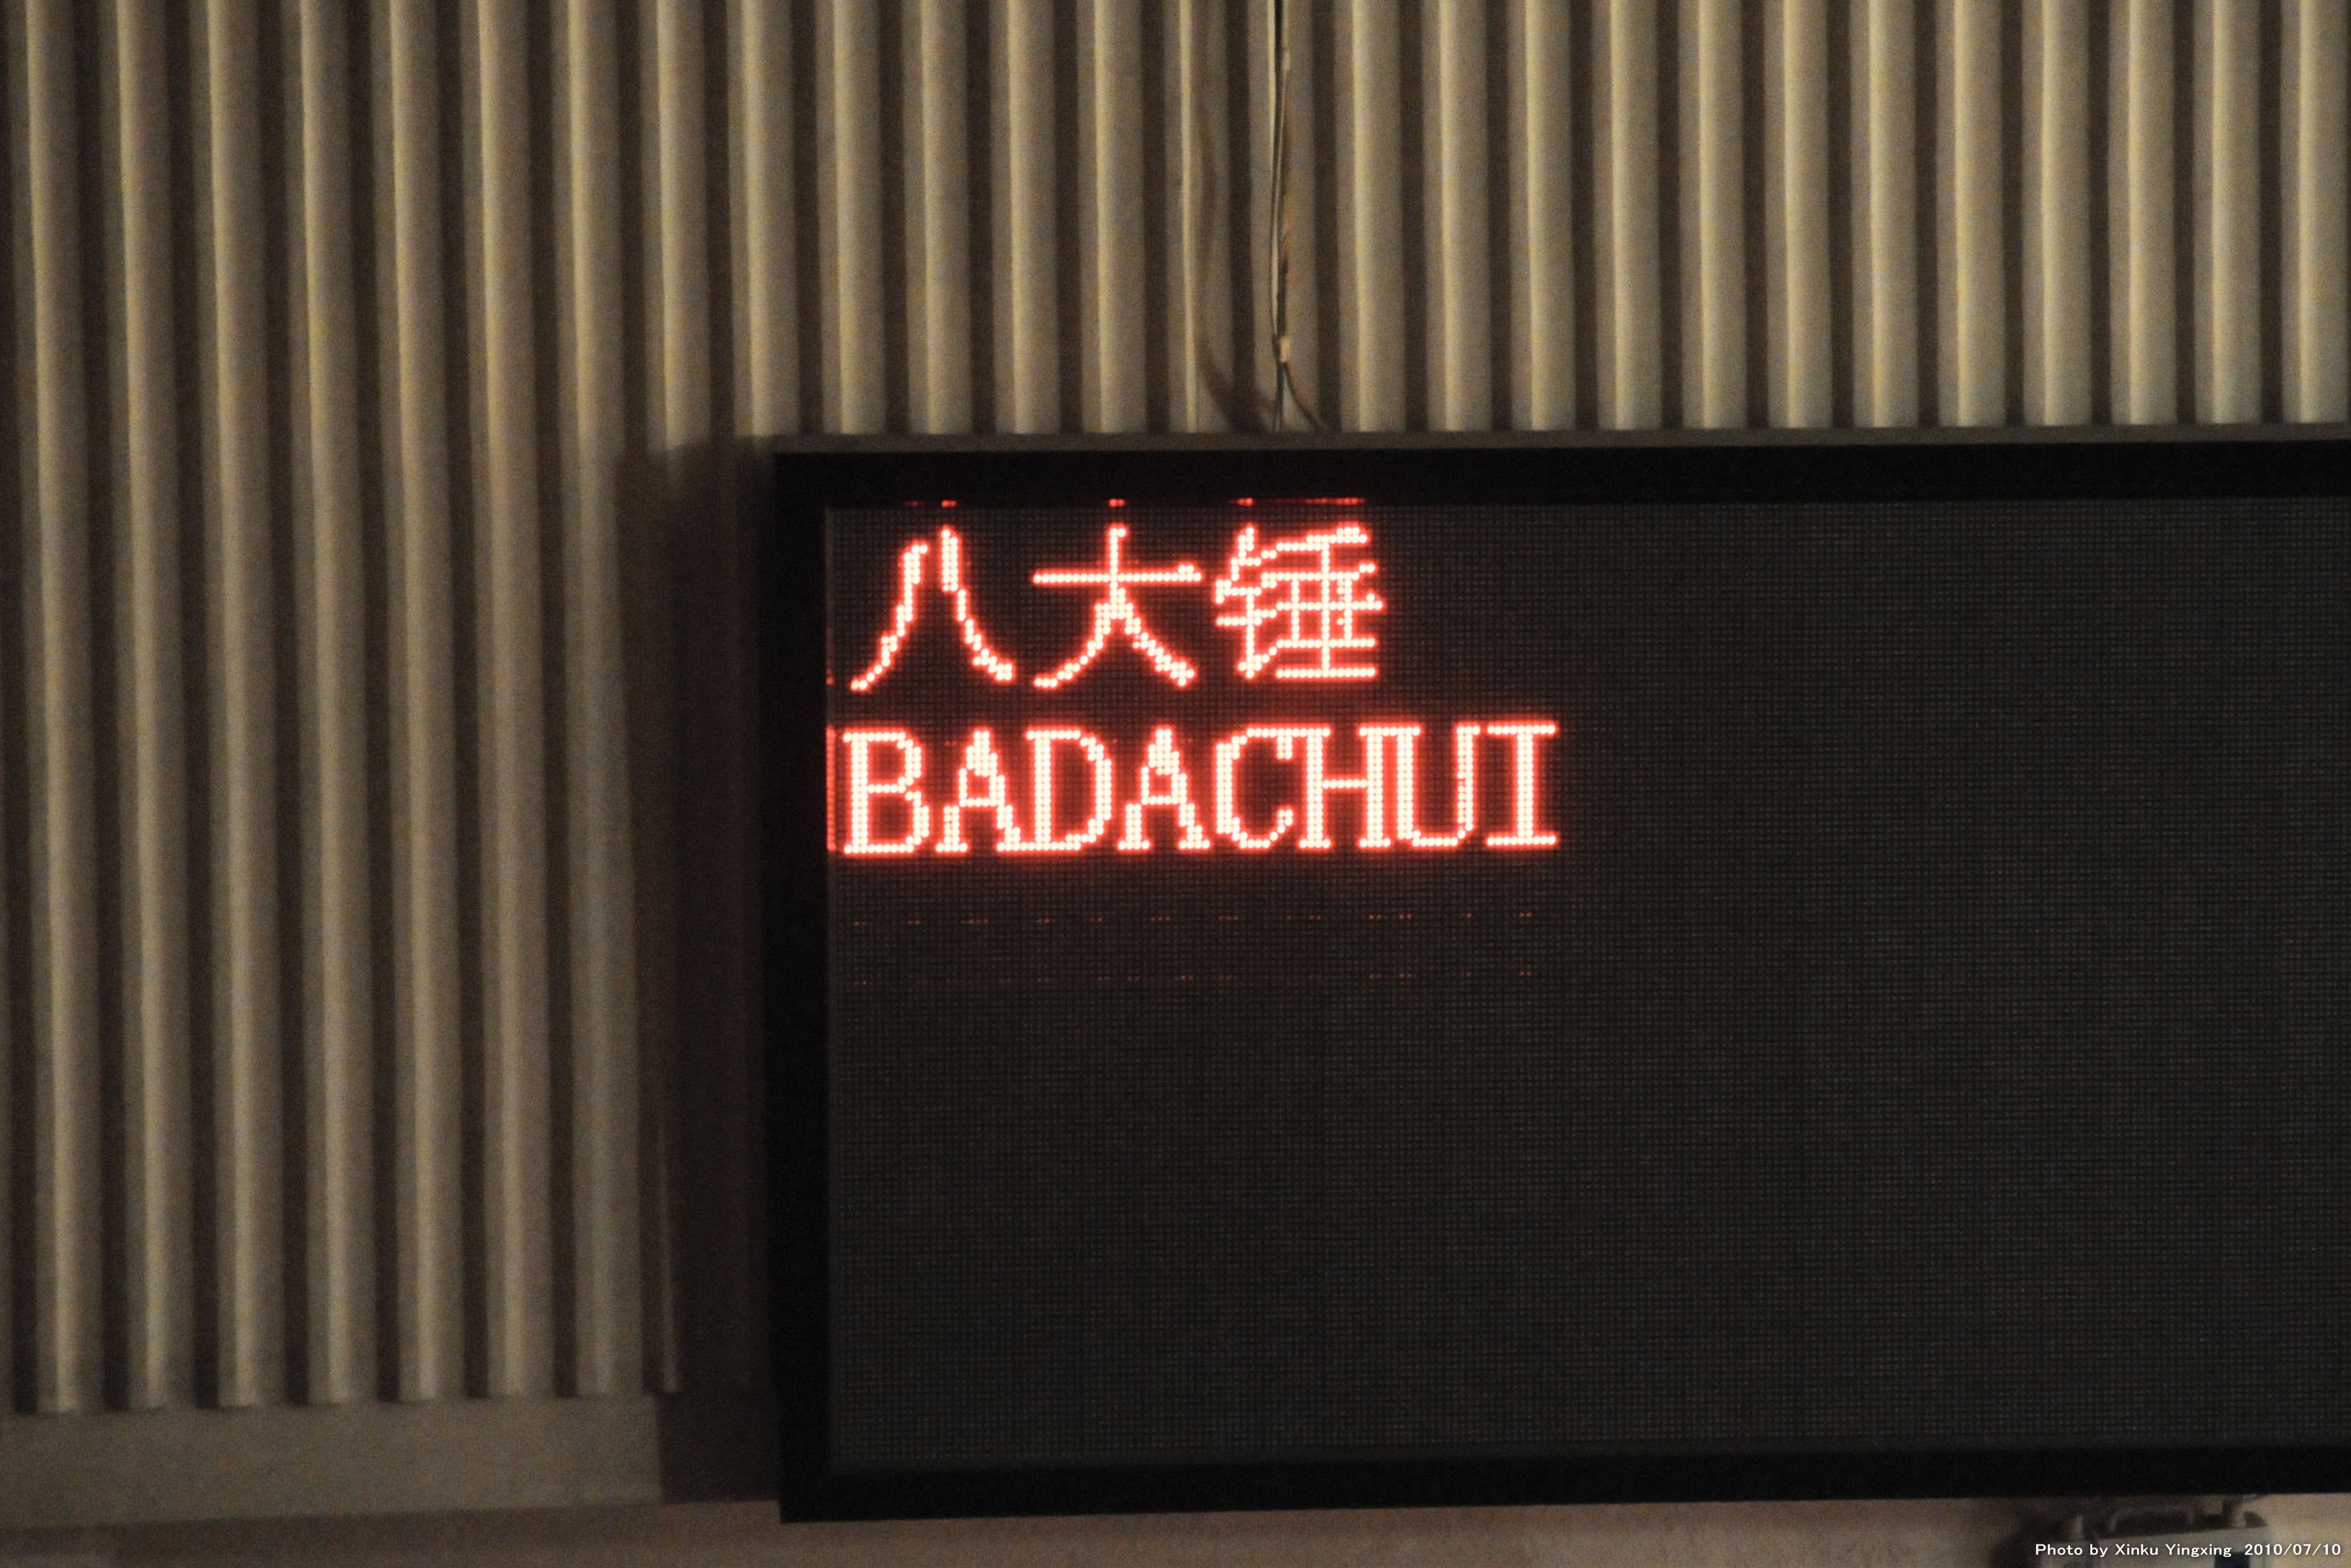 八大锤
BADACHUI
Photo by Xinku Yingxing 2010/07/10